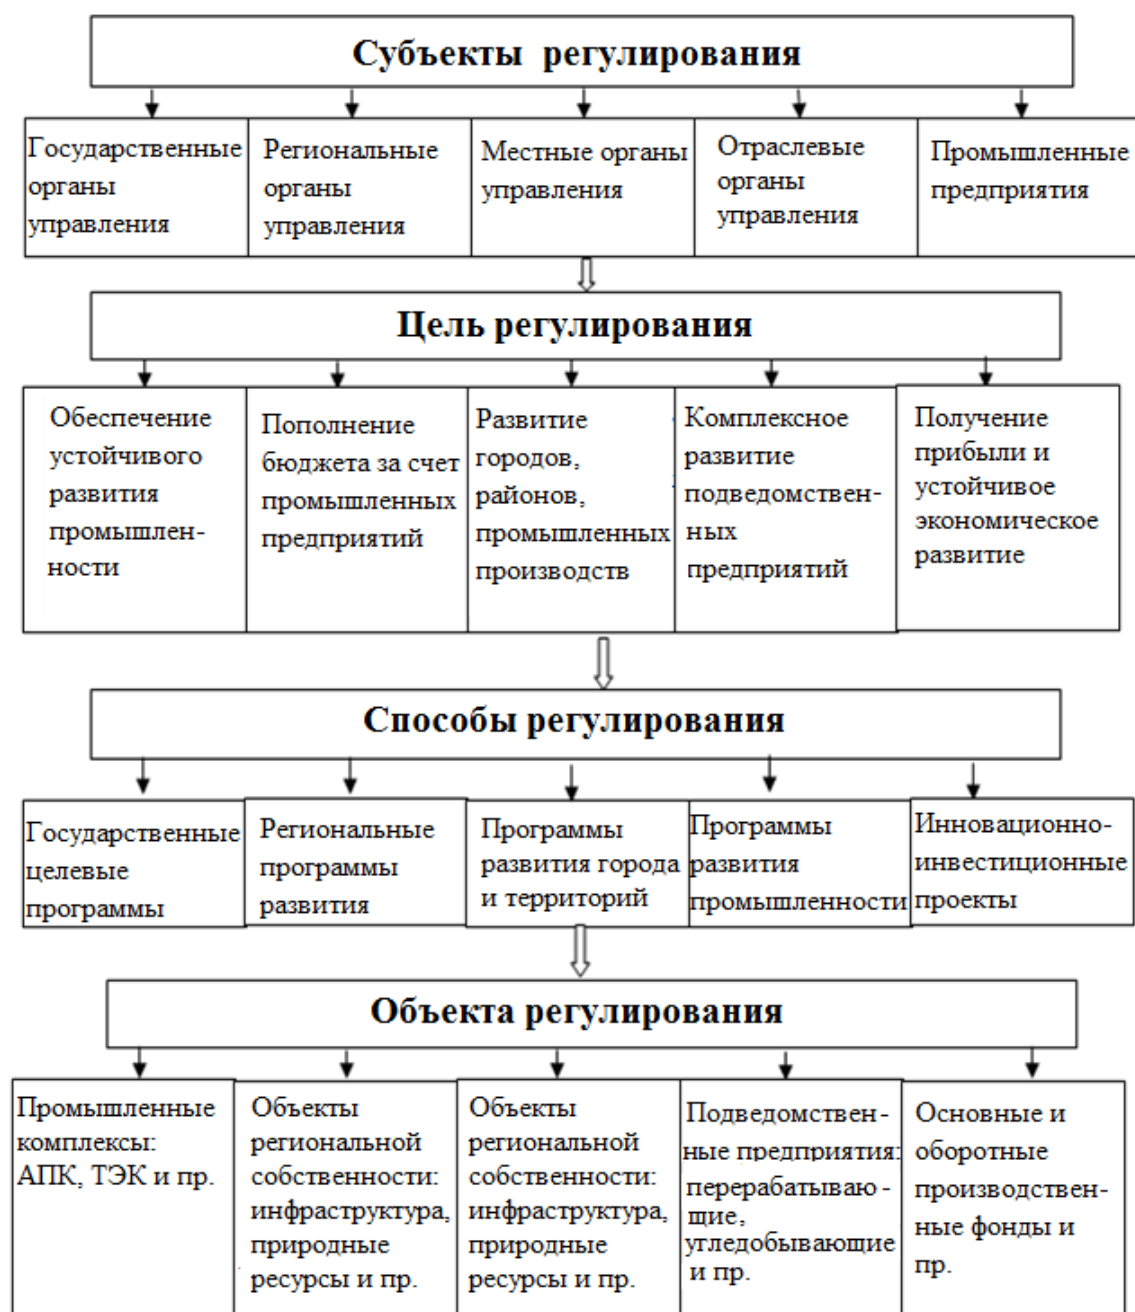 Субъекты регулирования
Государственные
органы
управления
Региональные
органы
управления
Местные органы
управления
Отраслевые
органы
управления
Промышленные
предприятия
Цель регулирования
Обеспечение
устойчивого
развития
промышлен-
ности
Пополнение
бюджета за счет
промышленных
предприятий
Развитие
городов,
районов,
промышленных
производств
Комплексное
развитие
подведомствен-
ных
предприятий
Получение
прибыли и
устойчивое
экономическое
развитие
Способы регулирования
Государственные
целевые
программы
Региональные
программы
развития
Программы
развития города
и территорий
Программы
развития
промышленности
Инновационно-
инвестиционные
проекты
Объекта регулирования
Промышленные
комплексы:
АПК, ТЭК и пр.
Объекты
региональной
собственности:
инфраструктура,
природные
ресурсы и пр.
Объекты
региональной
собственности:
инфраструктура,
природные
ресурсы и пр.
Подведомствен-
ные предприятия:
перерабатываю-
щие,
угледобывающие
и пр.
Основные и
оборотные
производствен-
ные фонды и
пр.